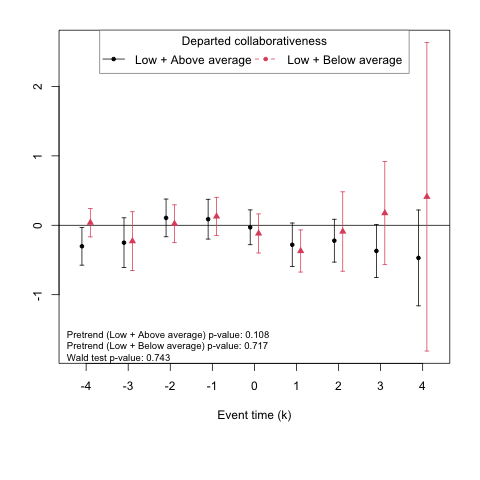 Departed collaborativeness
Low + Above average Low + Below average
2
1
0
-1
Pretrend (Low + Above average) p-value: 0.108
Pretrend (Low + Below average) p-value: 0.717
Wald test p-value: 0.743
-4 -3 -2 -1 0 1 2 3 4
Event time (k)